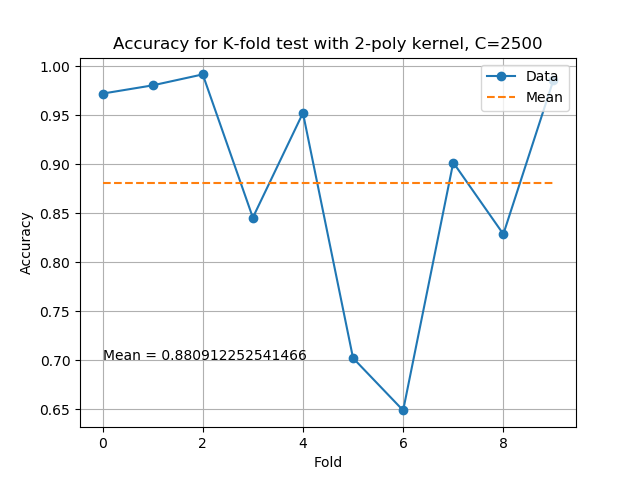 Accuracy for K-fold test with 2-poly kernel, C=2500
Data
Mean
1.00
0.95
0.90
0.85
0.80
0.75
0.70
0.65
Accuracy
Mean = 0.880912252541466
0 2 4 6 8
Fold